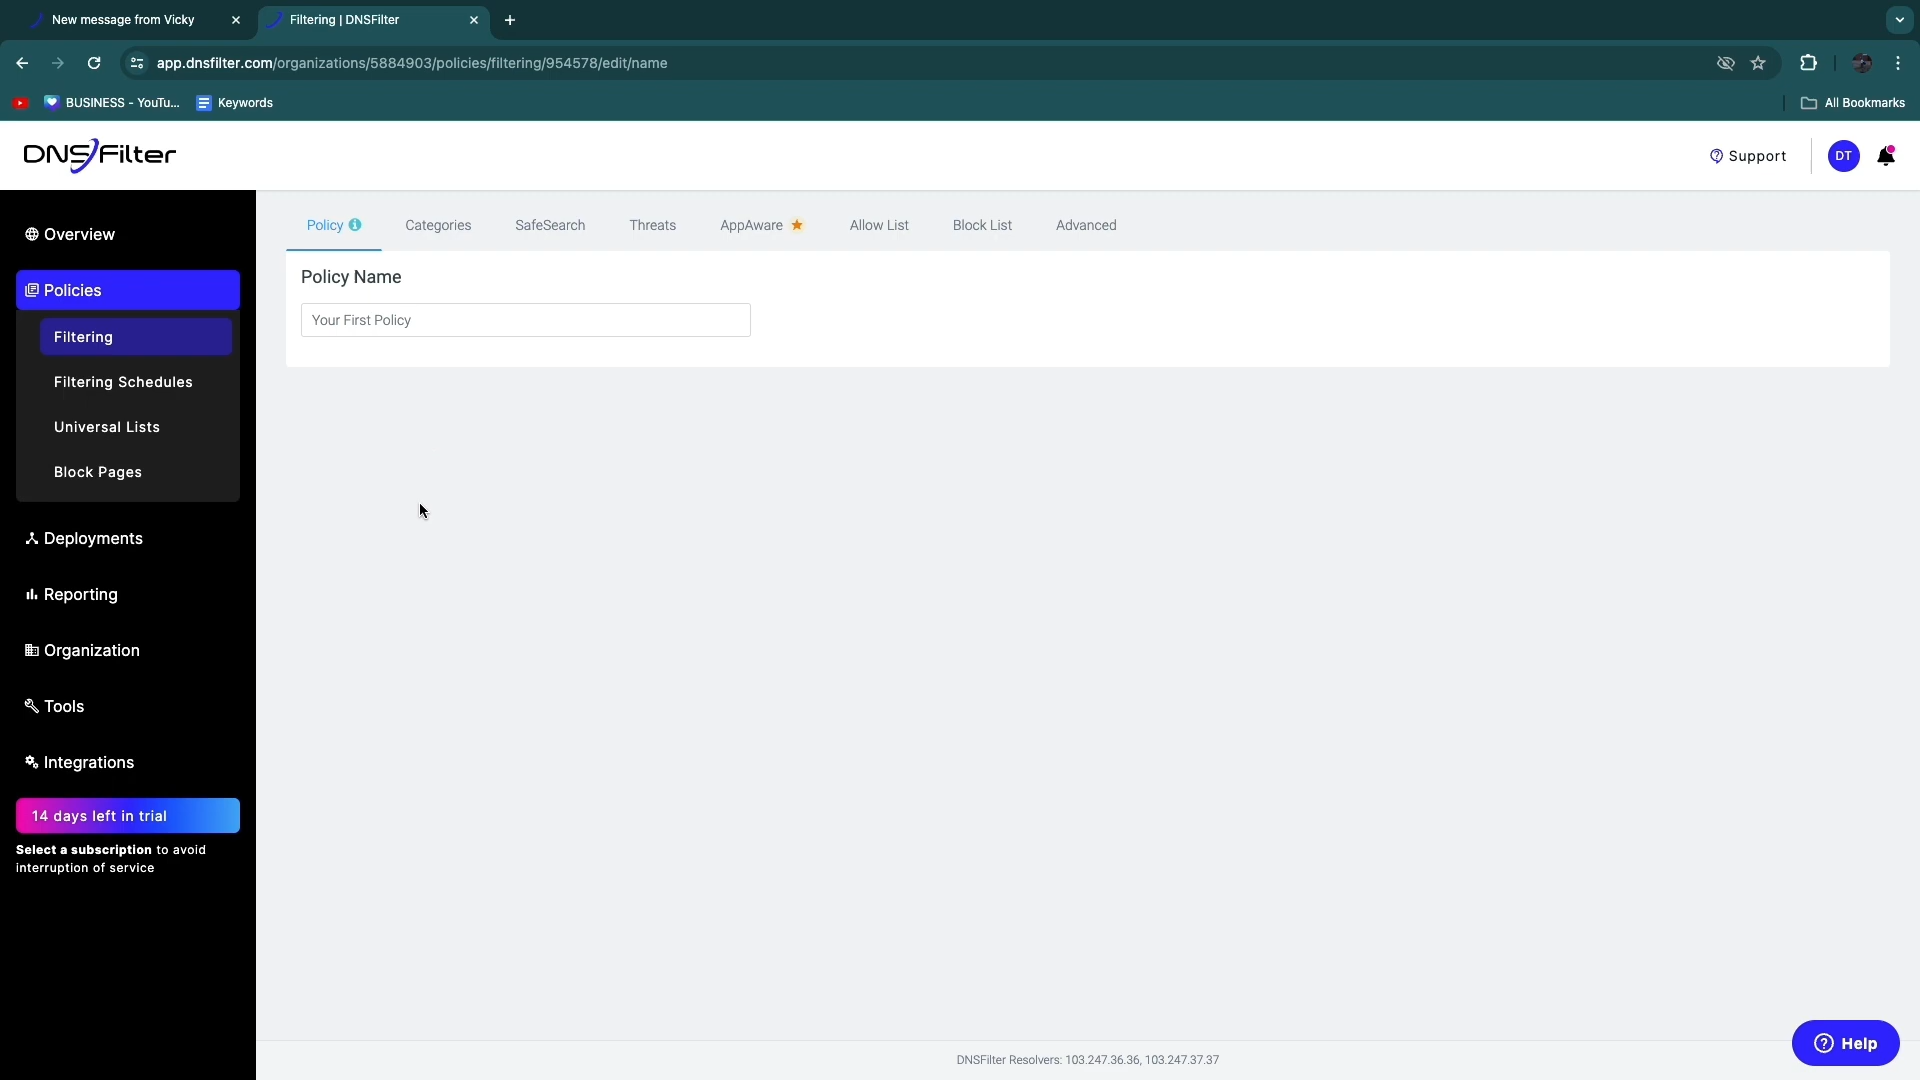 New message from Vicky
Filtering | DNSFilter
app.dnsfilter.com/organizations/5884903/policies/filtering/954578/edit/name
BUSINESS - YouTu...
Keywords
All Bookmarks
DNSFilter
Support
DT
Overview
Policies
Filtering
Filtering Schedules
Universal Lists
Block Pages
Deployments
Reporting
Organization
Tools
Integrations
14 days left in trial
Select a subscription to avoid
interruption of service
Policy
Categories
SafeSearch
Threats
AppAware
Allow List
Block List
Advanced
Policy Name
Your First Policy
DNSFilter Resolvers: 103.247.36.36, 103.247.37.37
Help